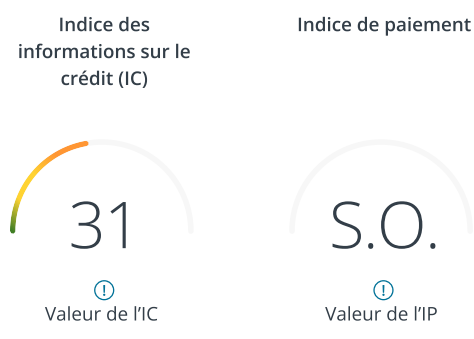 Indice des
informations sur le
crédit (IC)
31
Valeur de l’IC
Indice de paiement
S.O.
Valeur de l’IP